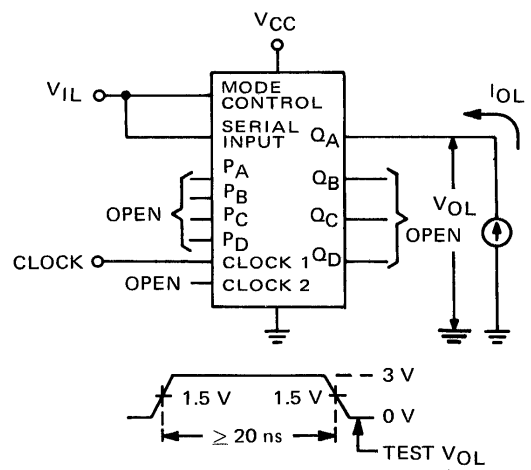 VCC
IOL
VIL
MODE
CONTROL
SERIAL
INPUT
QA
PA
PB
PC
PD
OPEN
QB
QC
QD
OPEN
VOL
CLOCK
CLOCK 1
OPEN
CLOCK 2
3 V
1.5 V
1.5 V
0 V
≥ 20 ns
TEST VOL